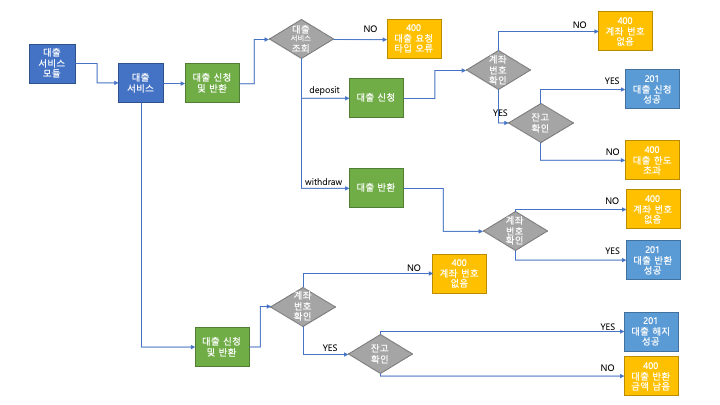 대출
서비스
모듈
대출
서비스
대출 신청
및 반환
대출
서비스
조회
NO
400
대출 요청
타입 오류
deposit
대출 신청
계좌
번호
확인
NO
400
계좌 번호
없음
YES
잔고
확인
YES
201
대출 신청
성공
NO
400
대출 한도
초과
withdraw
대출 반환
계좌
번호
확인
NO
400
계좌 번호
없음
YES
201
대출 반환
성공
대출 신청
및 반환
계좌
번호
확인
NO
400
계좌 번호
없음
YES
잔고
확인
YES
201
대출 해지
성공
NO
400
대출 반환
금액 남음